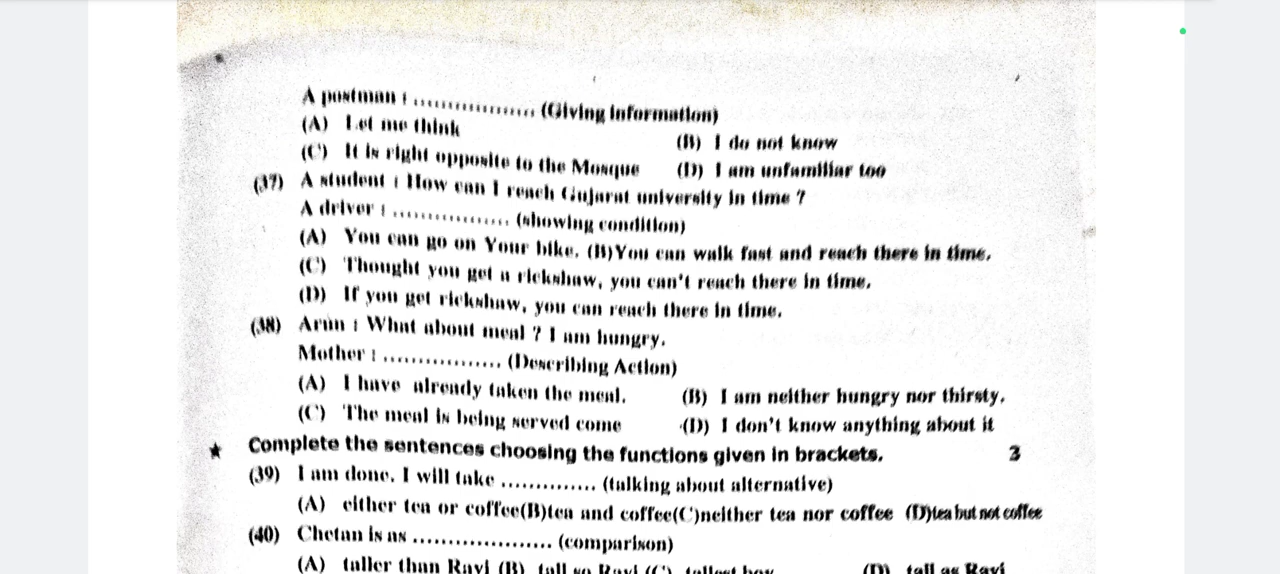 A postman : .................. (Giving information)
(A) Let me think (B) I do not know
(C) It is right opposite to the Mosque (D) I am unfamiliar too
(37) A student : How can I reach Gujarat university in time ?
A driver : ................. (showing condition)
(A) You can go on Your bike. (B)You can walk fast and reach there in time.
(C) Thought you get a rickshaw, you can't reach there in time.
(D) If you get rickshaw, you can reach there in time.
(38) Arun : What about meal ? I am hungry.
Mother : ................. (Describing Action)
(A) I have already taken the meal. (B) I am neither hungry nor thirsty.
(C) The meal is being served come (D) I don't know anything about it
★ Complete the sentences choosing the functions given in brackets. 3
(39) I am done. I will take .............. (talking about alternative)
(A) either tea or coffee(B)tea and coffee(C)neither tea nor coffee (D)tea but not coffee
(40) Chetan is as .................... (comparison)
(A) taller than Ravi (B) tall so Ravi (C) tallest boy (D) tall as Ravi